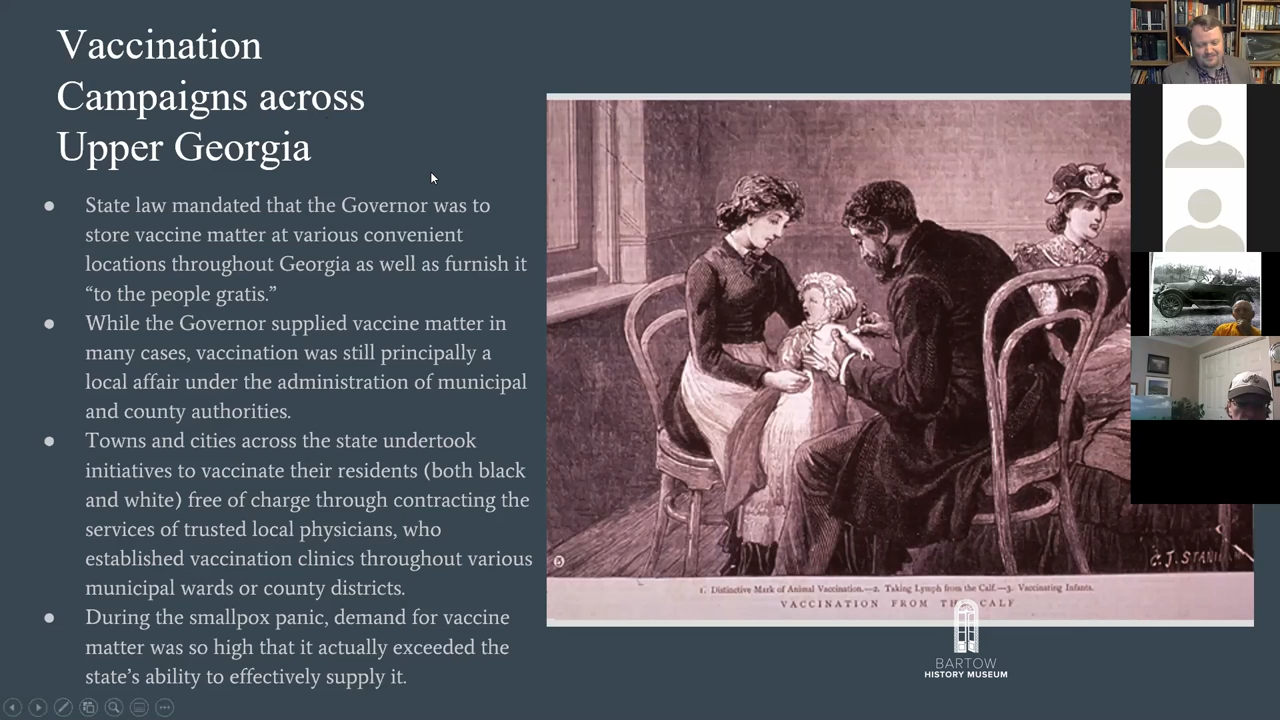 Vaccination
Campaigns across
Upper Georgia
● State law mandated that the Governor was to
store vaccine matter at various convenient
locations throughout Georgia as well as furnish it
“to the people gratis.”
● While the Governor supplied vaccine matter in
many cases, vaccination was still principally a
local affair under the administration of municipal
and county authorities.
● Towns and cities across the state undertook
initiatives to vaccinate their residents (both black
and white) free of charge through contracting the
services of trusted local physicians, who
established vaccination clinics throughout various
municipal wards or county districts.
● During the smallpox panic, demand for vaccine
matter was so high that it actually exceeded the
state’s ability to effectively supply it.
C. J. STANI
1. Distinctive Mark of Animal Vaccination.—2. Taking Lymph from the Calf.—3. Vaccinating Infants.
VACCINATION FROM THE CALF
BARTOW
HISTORY MUSEUM